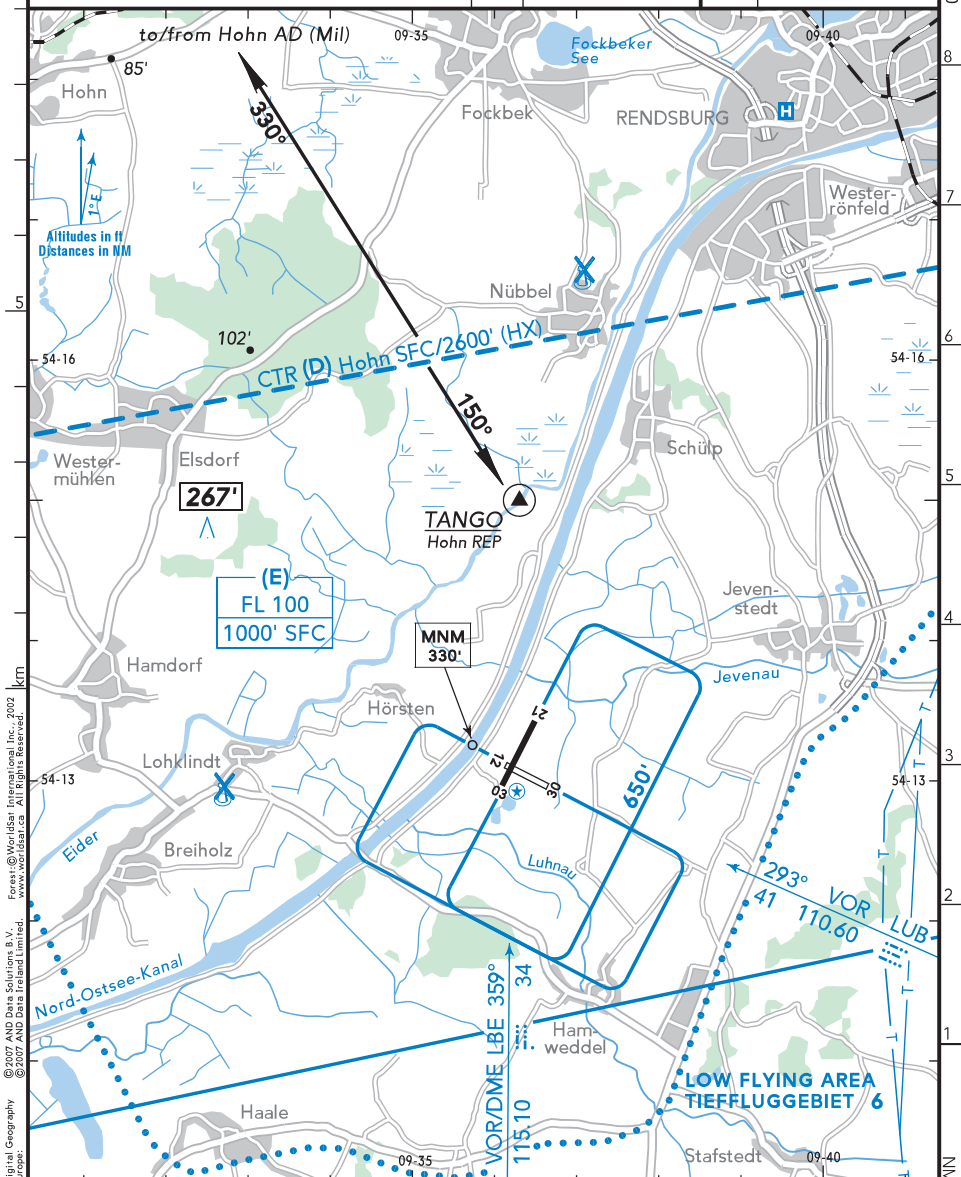 to/from Hohn AD (Mil)
09-35
09-40
Fockbeker
See
8
85'
Hohn
330°
Fockbek
RENDSBURG
H
1° E
Altitudes in ft
Distances in NM
Wester-
rönfeld
7
Nübbel
5
102'
CTR (D) Hohn SFC/2600' (HX)
6
54-16
54-16
150°
Wester-
mühlen
Elsdorf
Schülp
5
267'
TANGO
Hohn REP
(E)
FL 100
1000' SFC
Jeven-
stedt
4
MNM
330'
Hamdorf
Jevenau
km
Hörsten
21
T
Lohklindt
12
3
03
30
650'
54-13
54-13
Eider
Breiholz
Luhnau
T
293°
VOR
41
110.60
LUB
2
Nord-Ostsee-Kanal
VOR/DME LBE 359°
115.10
34
T
Ham-
weddel
T
1
LOW FLYING AREA
TIEFFLUGGEBIET 6
Haale
09-35
Stafstedt
09-40
NN
Forest: ©WorldSat International Inc., 2002
www.worldsat.ca All Rights Reserved.
©2007 AND Data Solutions B.V.
©2007 AND Data Ireland Limited.
igital Geography
urope: